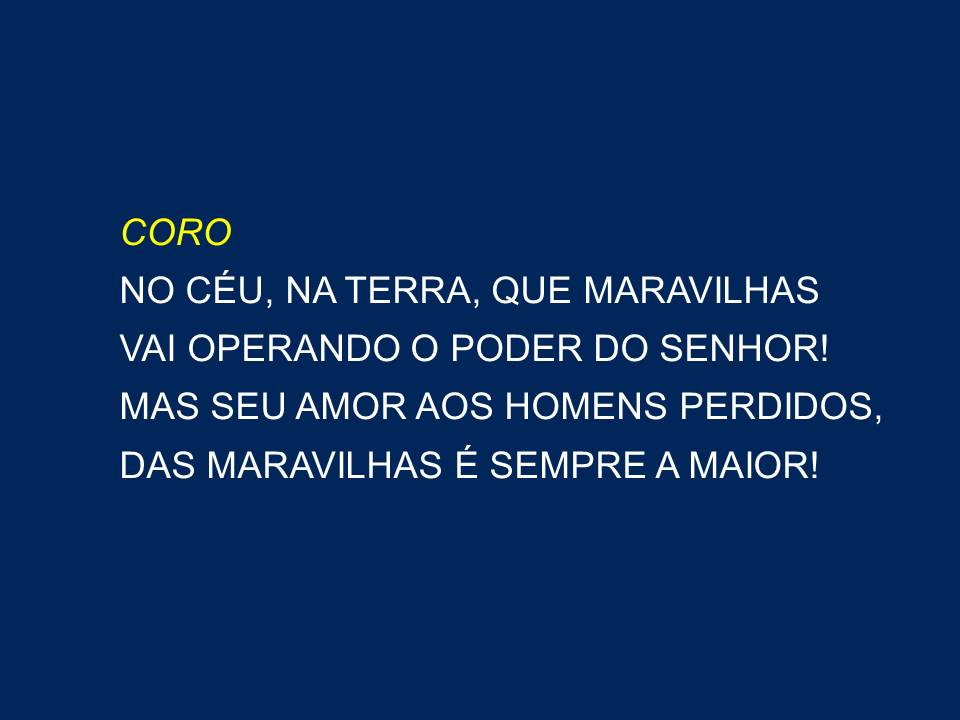 CORO
NO CÉU, NA TERRA, QUE MARAVILHAS
VAI OPERANDO O PODER DO SENHOR!
MAS SEU AMOR AOS HOMENS PERDIDOS,
DAS MARAVILHAS É SEMPRE A MAIOR!